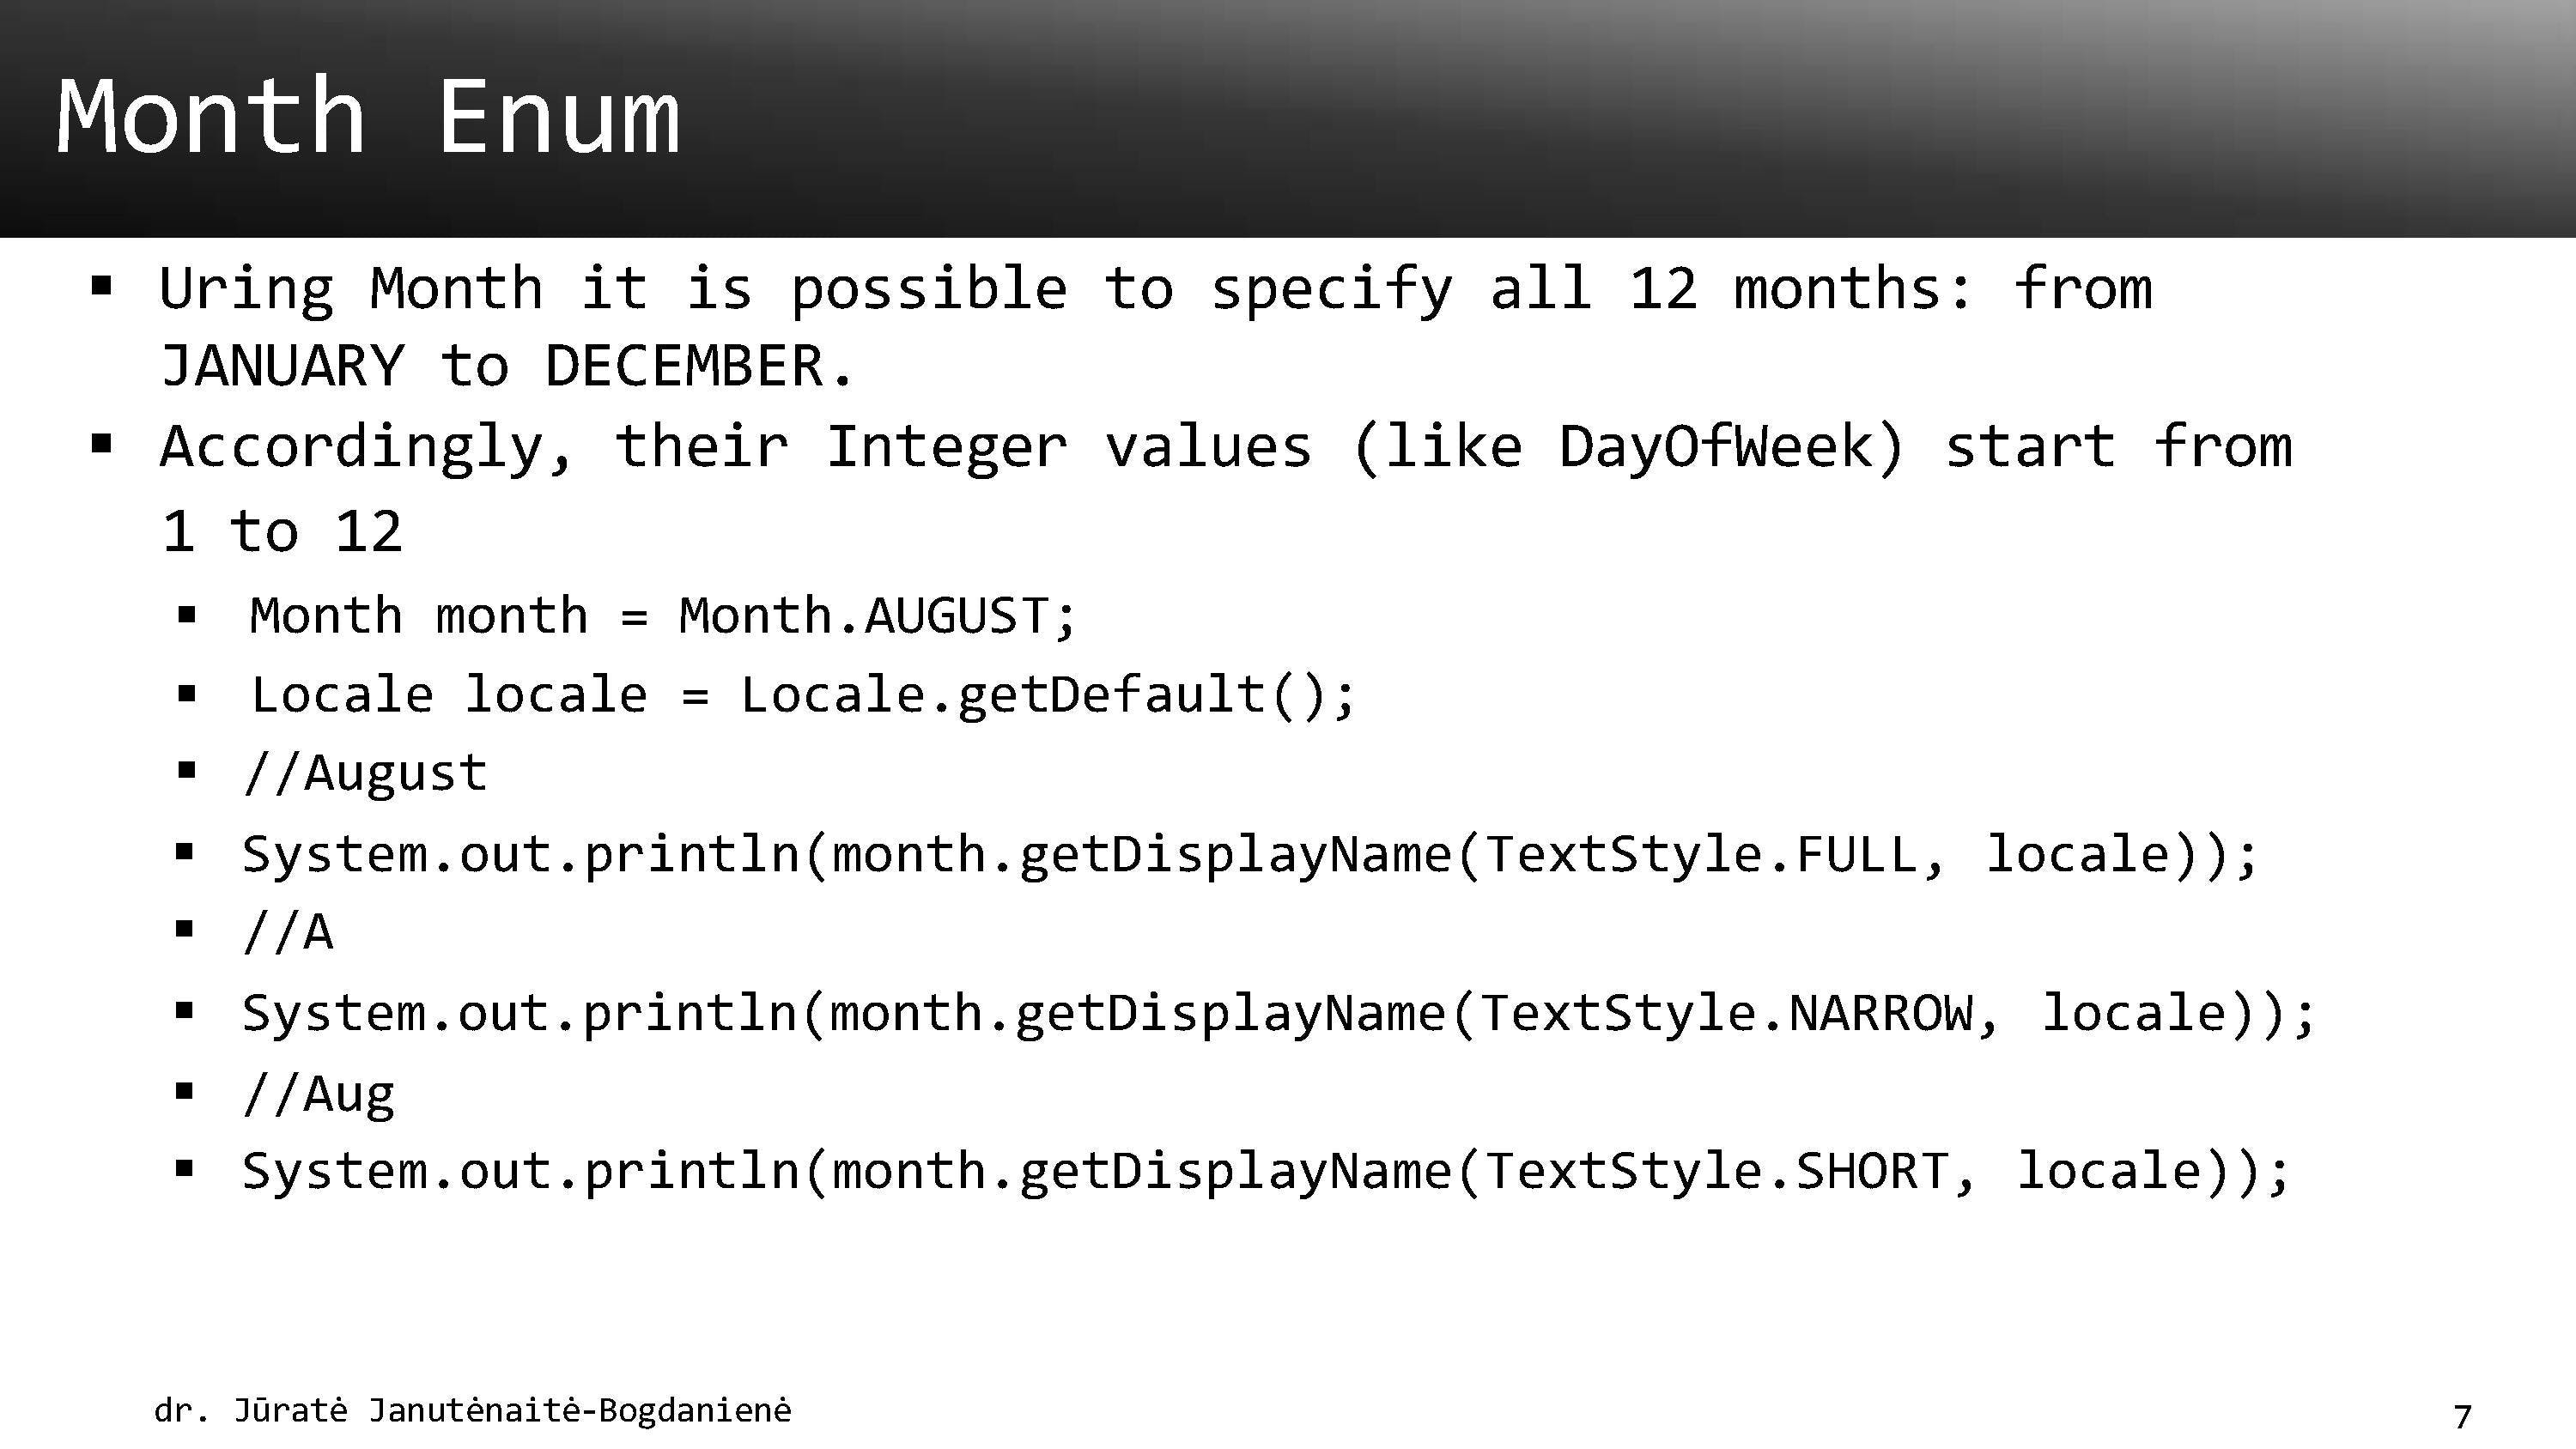 Month Enum
▪ Uring Month it is possible to specify all 12 months: from
JANUARY to DECEMBER.
▪ Accordingly, their Integer values (like DayOfWeek) start from
1 to 12
▪ Month month = Month.AUGUST;
▪ Locale locale = Locale.getDefault();
▪ //August
▪ System.out.println(month.getDisplayName(TextStyle.FULL, locale));
▪ //A
▪ System.out.println(month.getDisplayName(TextStyle.NARROW, locale));
▪ //Aug
▪ System.out.println(month.getDisplayName(TextStyle.SHORT, locale));
dr. Jūratė Janutėnaitė-Bogdanienė
7